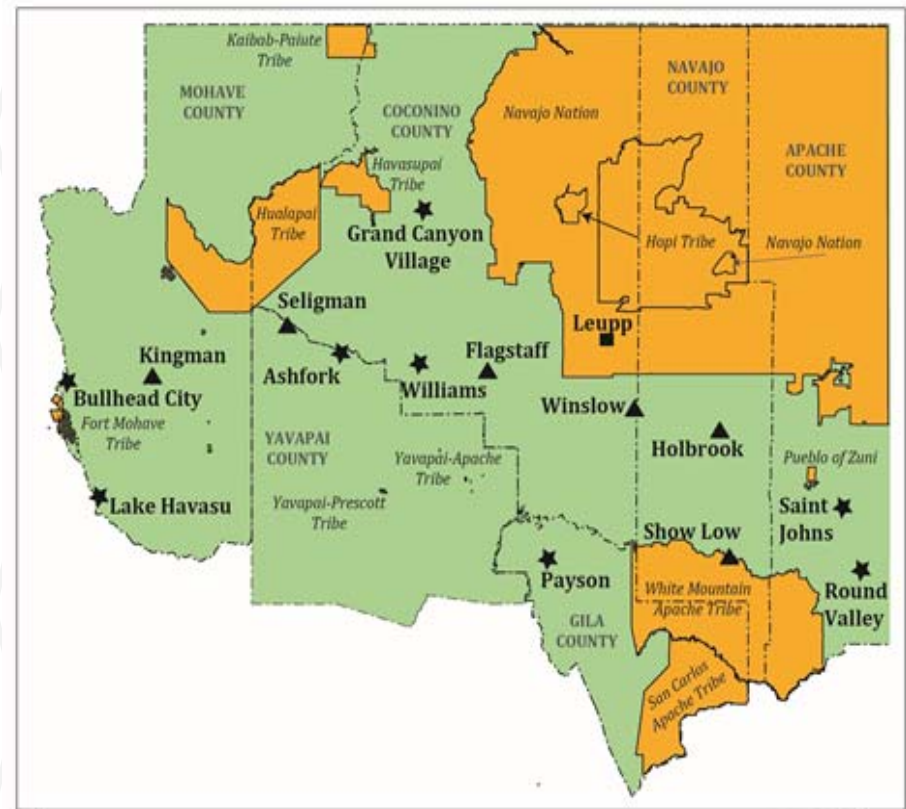 Kaibab-Paiute
Tribe
MOHAVE
COUNTY
COCONINO
COUNTY
Navajo Nation
NAVAJO
COUNTY
APACHE
COUNTY
Havasupai
Tribe
Hualapai
Tribe
Grand Canyon
Village
Hopi Tribe
Navajo Nation
Seligman
Leupp
Kingman
Ashfork
Williams
Flagstaff
Bullhead City
Fort Mohave
Tribe
Winslow
Holbrook
YAVAPAI
COUNTY
Yavapai-Apache
Tribe
Pueblo of Zuni
Lake Havasu
Yavapai-Prescott
Tribe
Saint
Johns
Show Low
Payson
White Mountain
Apache Tribe
Round
Valley
GILA
COUNTY
San Carlos
Apache Tribe